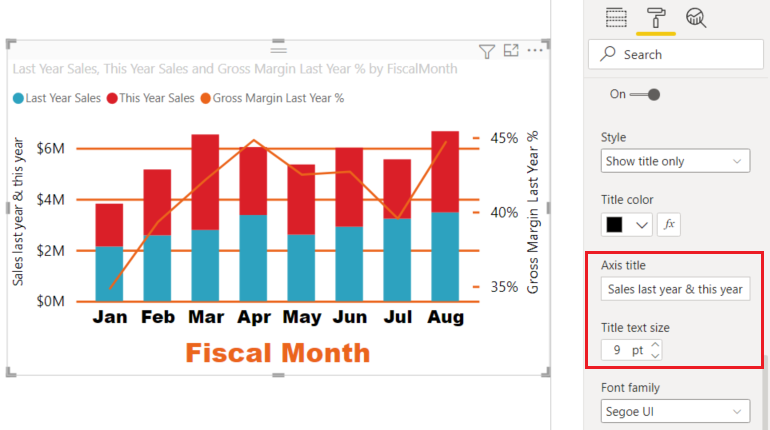 Last Year Sales, This Year Sales and Gross Margin Last Year % by FiscalMonth
Last Year Sales This Year Sales Gross Margin Last Year %
Sales last year & this year
$6M
$4M
$2M
$0M
45%
40%
35%
Gross Margin Last Year %
Jan Feb Mar Apr May Jun Jul Aug
Fiscal Month
Search
On
Style
Show title only
Title color
fx
Axis title
Sales last year & this year
Title text size
9 pt
Font family
Segoe UI